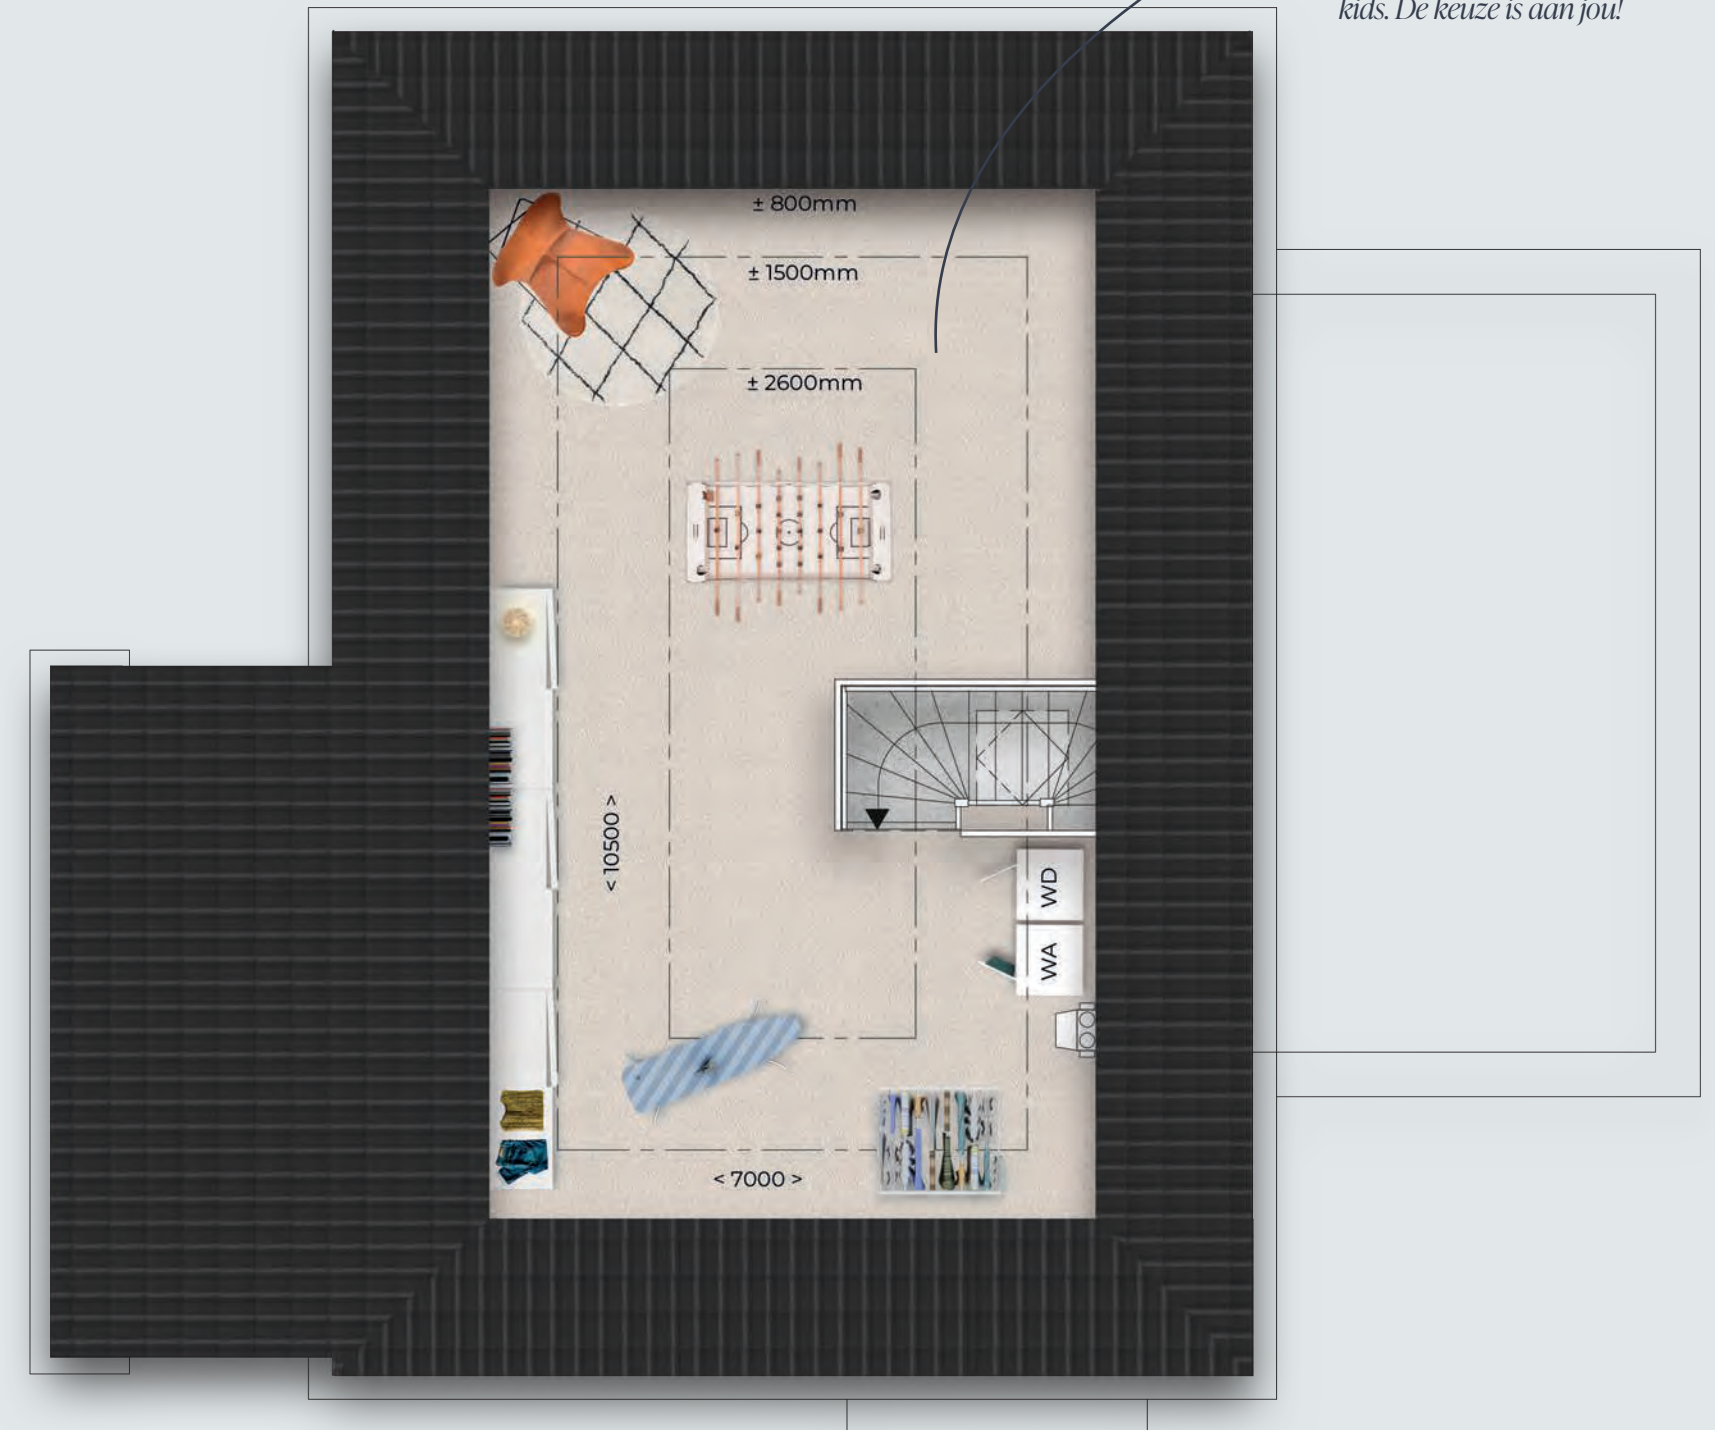 kids. De keuze is aan jou!
± 800mm
± 1500mm
± 2600mm
< 10500 >
WD
WA
< 7000 >